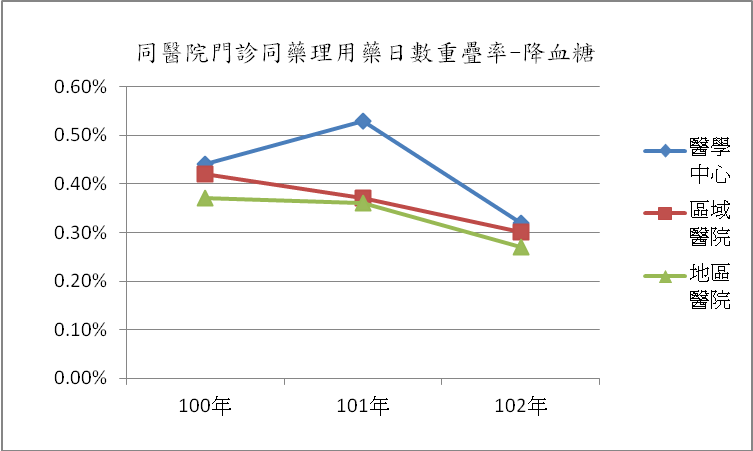 同醫院門診同藥理用藥日數重疊率-降血糖
0.60%
0.50%
0.40%
0.30%
0.20%
0.10%
0.00%
100年
101年
102年
醫學
中心
區域
醫院
地區
醫院